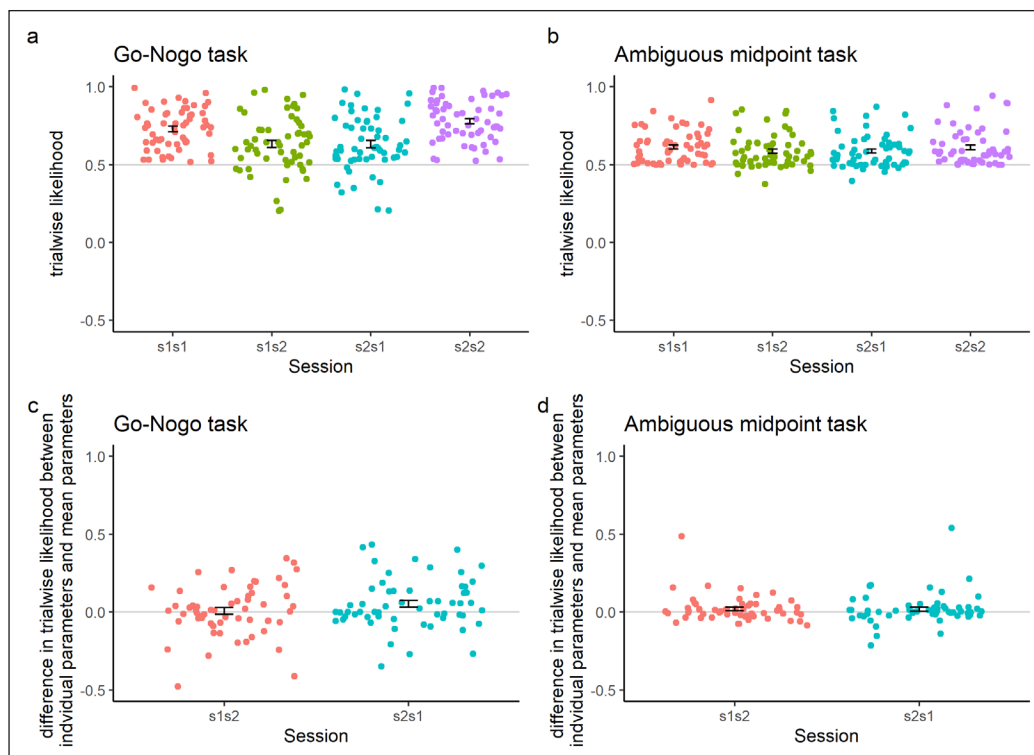 a
Go-Nogo task
trialwise likelihood
1.0
0.5
0.0
-0.5
s1s1 s1s2 s2s1 s2s2
Session
b
Ambiguous midpoint task
trialwise likelihood
1.0
0.5
0.0
-0.5
s1s1 s1s2 s2s1 s2s2
Session
c
Go-Nogo task
difference in trialwise likelihood between
indvidual parameters and mean parameters
1.0
0.5
0.0
-0.5
s1s2 s2s1
Session
d
Ambiguous midpoint task
difference in trialwise likelihood between
indvidual parameters and mean parameters
1.0
0.5
0.0
-0.5
s1s2 s2s1
Session